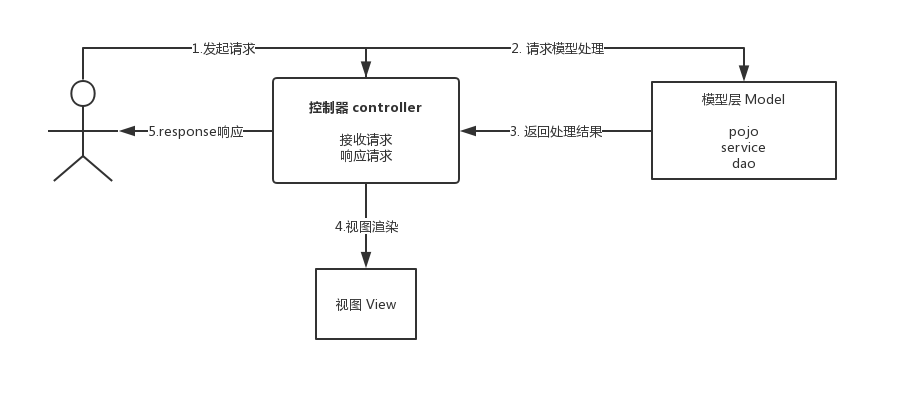 1.发起请求
2. 请求模型处理
控制器 controller
接收请求
响应请求
模型层 Model
pojo
service
dao
5.response响应
3. 返回处理结果
4.视图渲染
视图 View